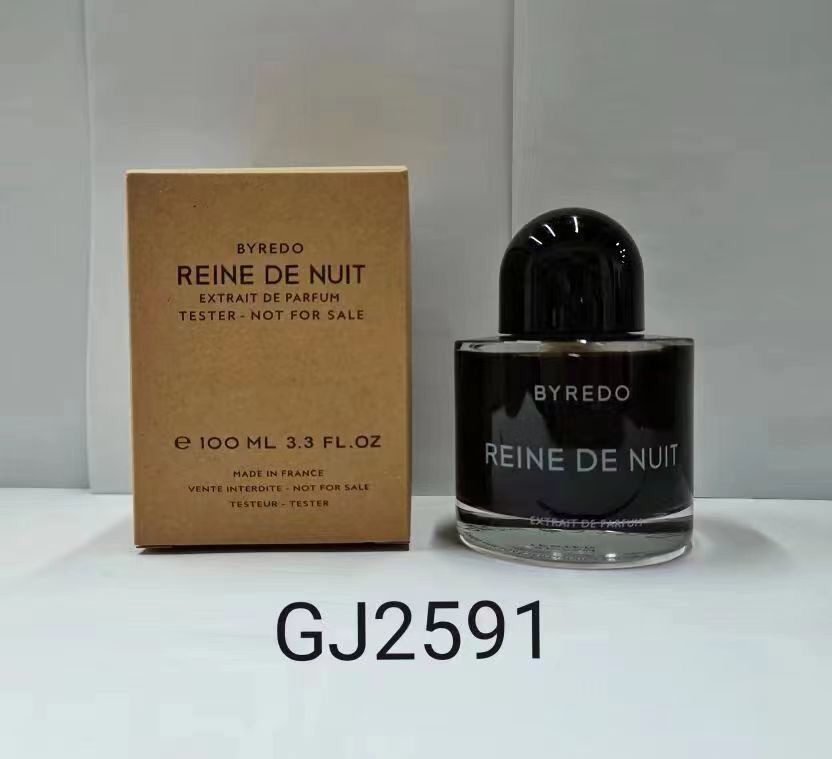 BYREDO
REINE DE NUIT
EXTRAIT DE PARFUM
TESTER - NOT FOR SALE
e 100 ML 3.3 FL.OZ
MADE IN FRANCE
VENTE INTERDITE - NOT FOR SALE
TESTEUR - TESTER
BYREDO
REINE DE NUIT
EXTRAIT DE PARFUM
GJ2591